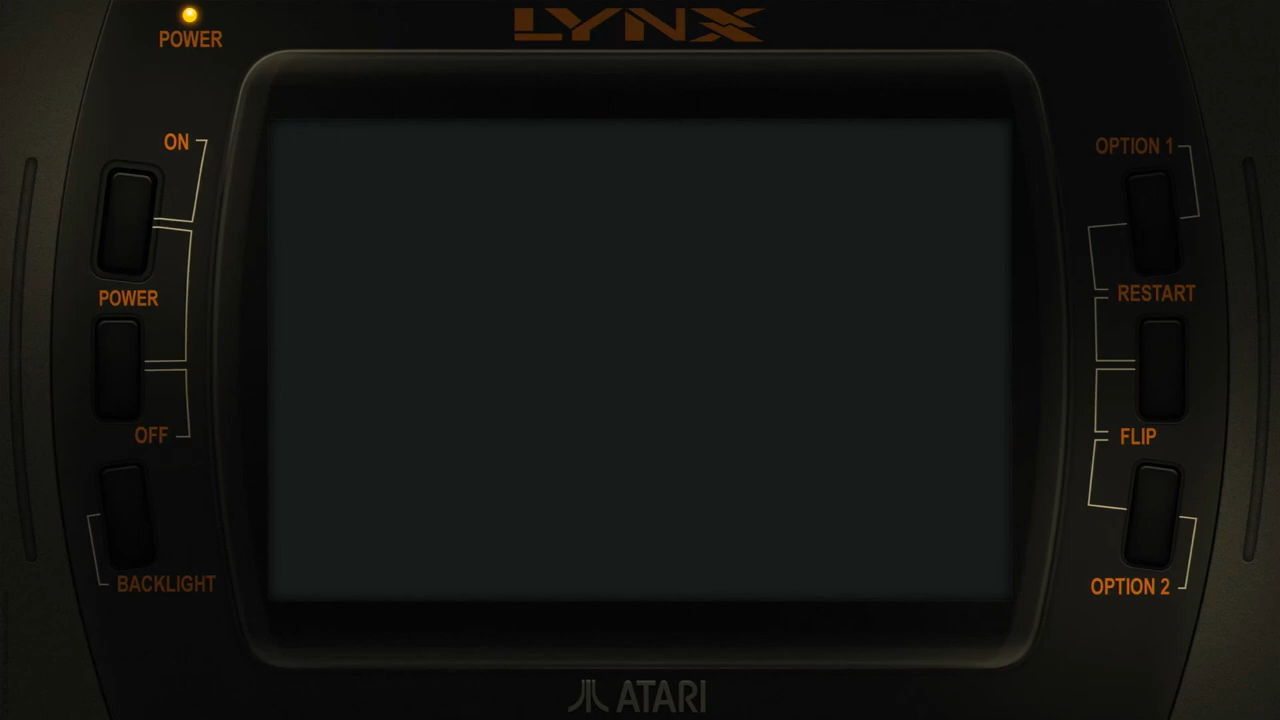 LYNX
POWER
ON
POWER
OFF
BACKLIGHT
OPTION 1
RESTART
FLIP
OPTION 2
ATARI